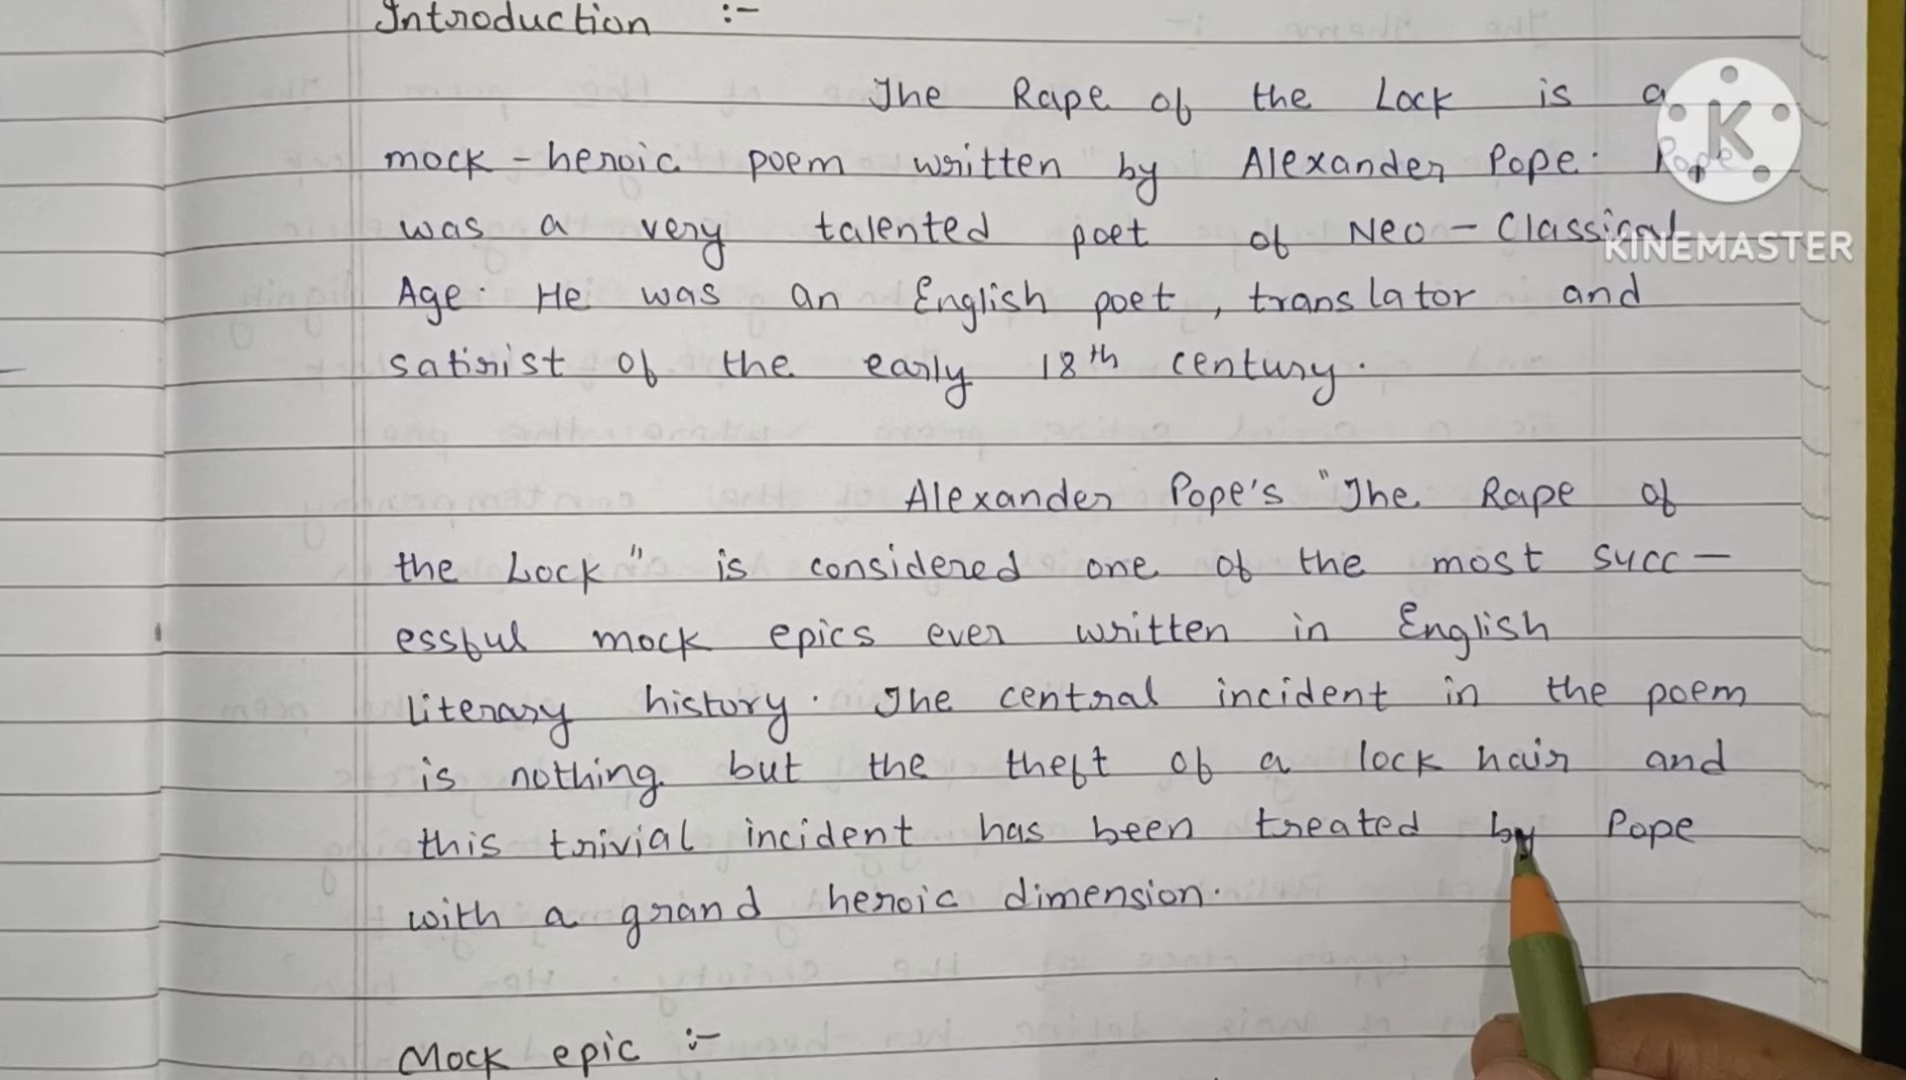 Introduction :-
The Rape of the Lock is a
mock-heroic poem written by Alexander Pope. Pope
was a very talented poet of Neo-Classical
Age. He was an English poet, translator and
satirist of the early 18th century.
Alexander Pope's "The Rape of
the Lock" is considered one of the most succ-
essful mock epics ever written in English
literary history. The central incident in the poem
is nothing but the theft of a lock hair and
this trivial incident has been treated by Pope
with a grand heroic dimension.
Mock epic :-
K
KINEMASTER